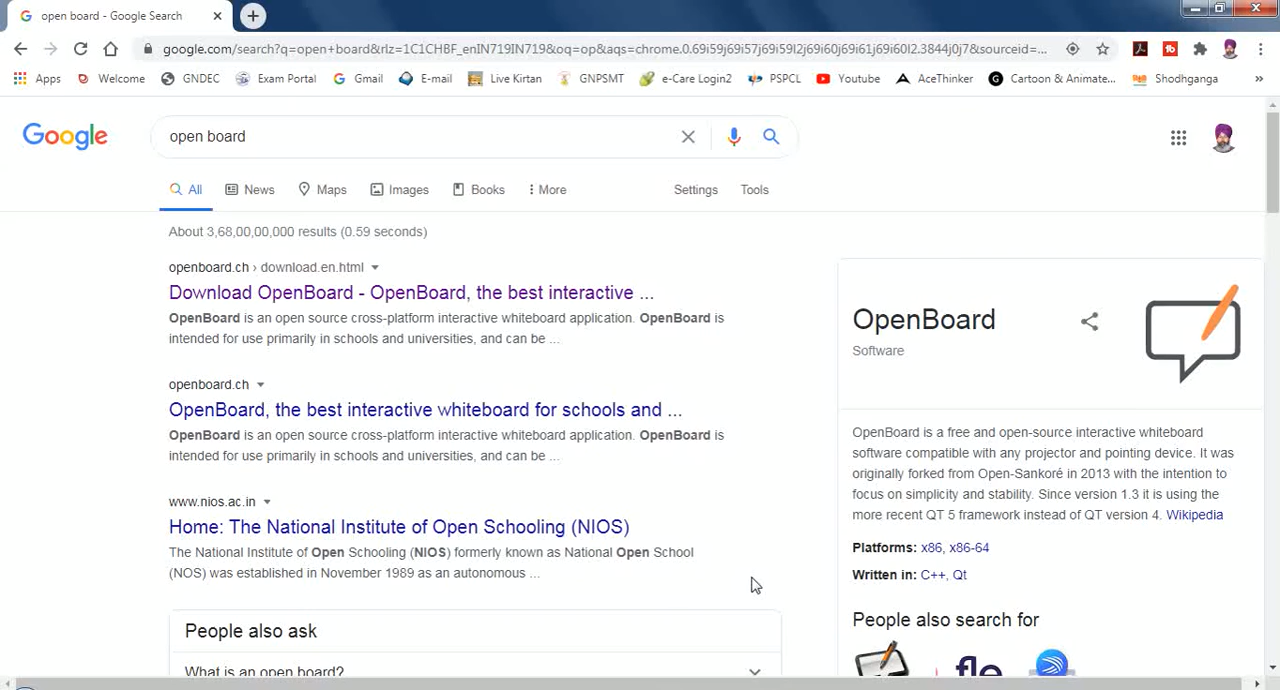 open board - Google Search
google.com/search?q=open+board&rlz=1C1CHBF_enIN719IN719&oq=op&aqs=chrome.0.69i59j69i57j69i59l2j69i60j69i61j69i60l2.3844j0j7&sourceid=...
Apps Welcome GNDEC Exam Portal Gmail E-mail Live Kirtan GNPSMT e-Care Login2 PSPCL Youtube AceThinker Cartoon & Animate... Shodhganga »
Google
open board
All News Maps Images Books More Settings Tools
About 3,68,00,00,000 results (0.59 seconds)
openboard.ch › download.en.html
Download OpenBoard - OpenBoard, the best interactive ...
OpenBoard is an open source cross-platform interactive whiteboard application. OpenBoard is
intended for use primarily in schools and universities, and can be ...
openboard.ch
OpenBoard, the best interactive whiteboard for schools and ...
OpenBoard is an open source cross-platform interactive whiteboard application. OpenBoard is
intended for use primarily in schools and universities, and can be ...
www.nios.ac.in
Home: The National Institute of Open Schooling (NIOS)
The National Institute of Open Schooling (NIOS) formerly known as National Open School
(NOS) was established in November 1989 as an autonomous ...
People also ask
What is an open board?
OpenBoard
Software
OpenBoard is a free and open-source interactive whiteboard
software compatible with any projector and pointing device. It was
originally forked from Open-Sankoré in 2013 with the intention to
focus on simplicity and stability. Since version 1.3 it is using the
more recent QT 5 framework instead of QT version 4. Wikipedia
Platforms: x86, x86-64
Written in: C++, Qt
People also search for